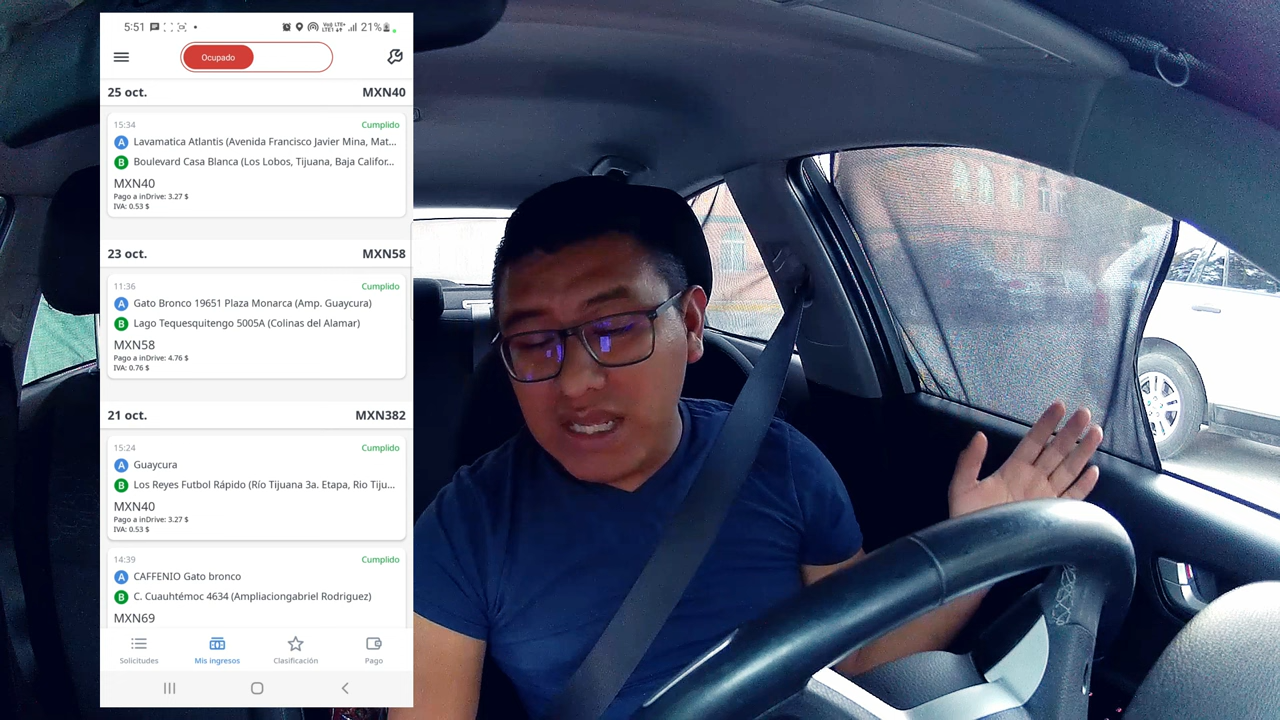 5:51
21%
Ocupado
25 oct. MXN40
15:34 Cumplido
A Lavamatica Atlantis (Avenida Francisco Javier Mina, Mat...
B Boulevard Casa Blanca (Los Lobos, Tijuana, Baja Califor...
MXN40
Pago a inDrive: 3.27 $
IVA: 0.53 $
23 oct. MXN58
11:36 Cumplido
A Gato Bronco 19651 Plaza Monarca (Amp. Guaycura)
B Lago Tequesquitengo 5005A (Colinas del Alamar)
MXN58
Pago a inDrive: 4.76 $
IVA: 0.76 $
21 oct. MXN382
15:24 Cumplido
A Guaycura
B Los Reyes Futbol Rápido (Río Tijuana 3a. Etapa, Rio Tiju...
MXN40
Pago a inDrive: 3.27 $
IVA: 0.53 $
14:39 Cumplido
A CAFFENIO Gato bronco
B C. Cuauhtémoc 4634 (Ampliaciongabriel Rodriguez)
MXN69
Solicitudes Mis ingresos Clasificación Pago